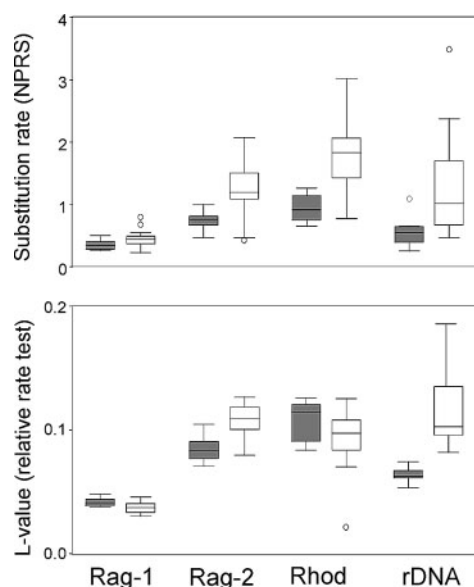 Substitution rate (NPRS)
4
3
2
1
0
L-value (relative rate test)
0.2
0.1
0.0
Rag-1 Rag-2 Rhod rDNA